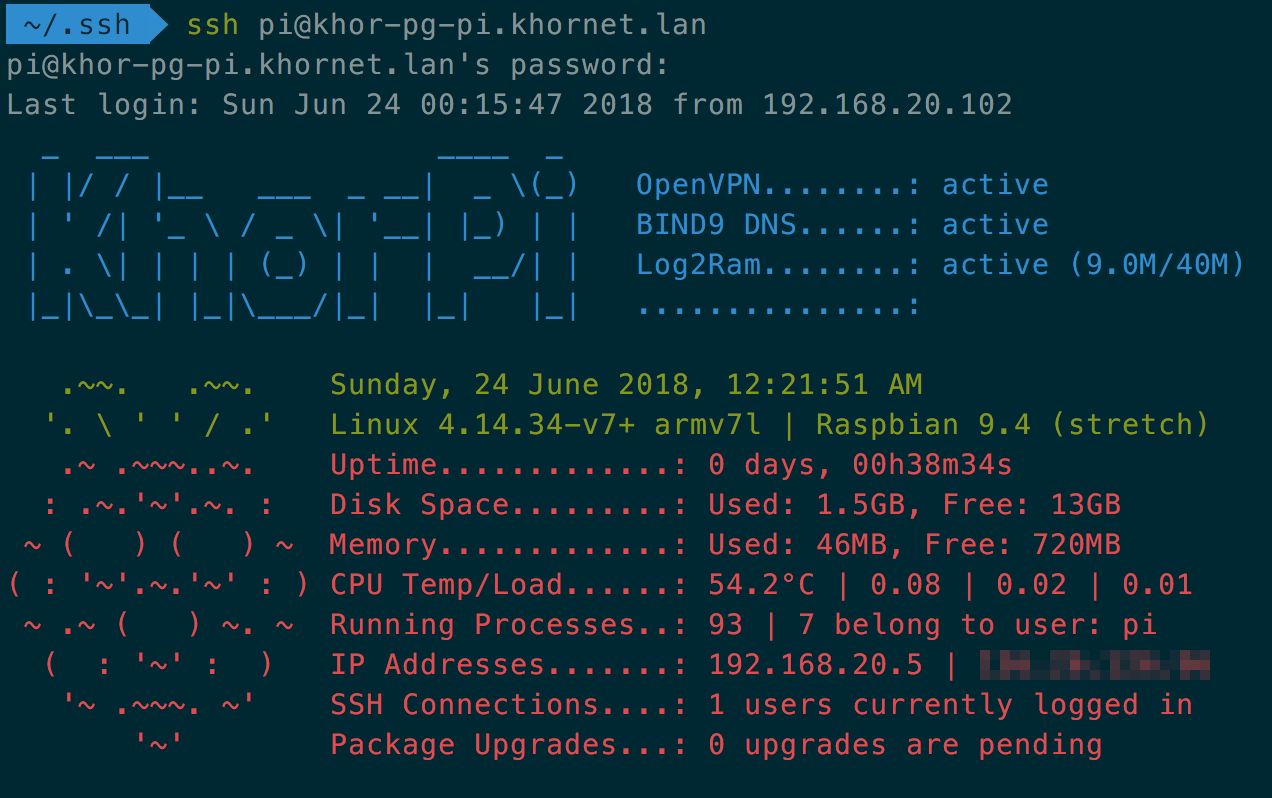 ~/.ssh ssh pi@khor-pg-pi.khornet.lan
pi@khor-pg-pi.khornet.lan's password:
Last login: Sun Jun 24 00:15:47 2018 from 192.168.20.102
  _  ___                ____  _
 | |/ / |__   ___  _ __|  _ \(_)   OpenVPN........: active
 | ' /| '_ \ / _ \| '__| |_) | |   BIND9 DNS......: active
 | . \| | | | (_) | |  |  __/| |   Log2Ram........: active (9.0M/40M)
 |_|\_\_| |_|\___/|_|  |_|   |_|   ...............:
   .~~.   .~~.    Sunday, 24 June 2018, 12:21:51 AM
  '. \ ' ' / .'   Linux 4.14.34-v7+ armv7l | Raspbian 9.4 (stretch)
   .~ .~~~..~.    Uptime.............: 0 days, 00h38m34s
  : .~.'~'.~. :   Disk Space.........: Used: 1.5GB, Free: 13GB
 ~ (   ) (   ) ~  Memory.............: Used: 46MB, Free: 720MB
( : '~'.~.'~' : ) CPU Temp/Load......: 54.2°C | 0.08 | 0.02 | 0.01
 ~ .~ (   ) ~. ~  Running Processes..: 93 | 7 belong to user: pi
  (  : '~' :  )   IP Addresses.......: 192.168.20.5 |
   '~ .~~~. ~'    SSH Connections....: 1 users currently logged in
       '~'        Package Upgrades...: 0 upgrades are pending